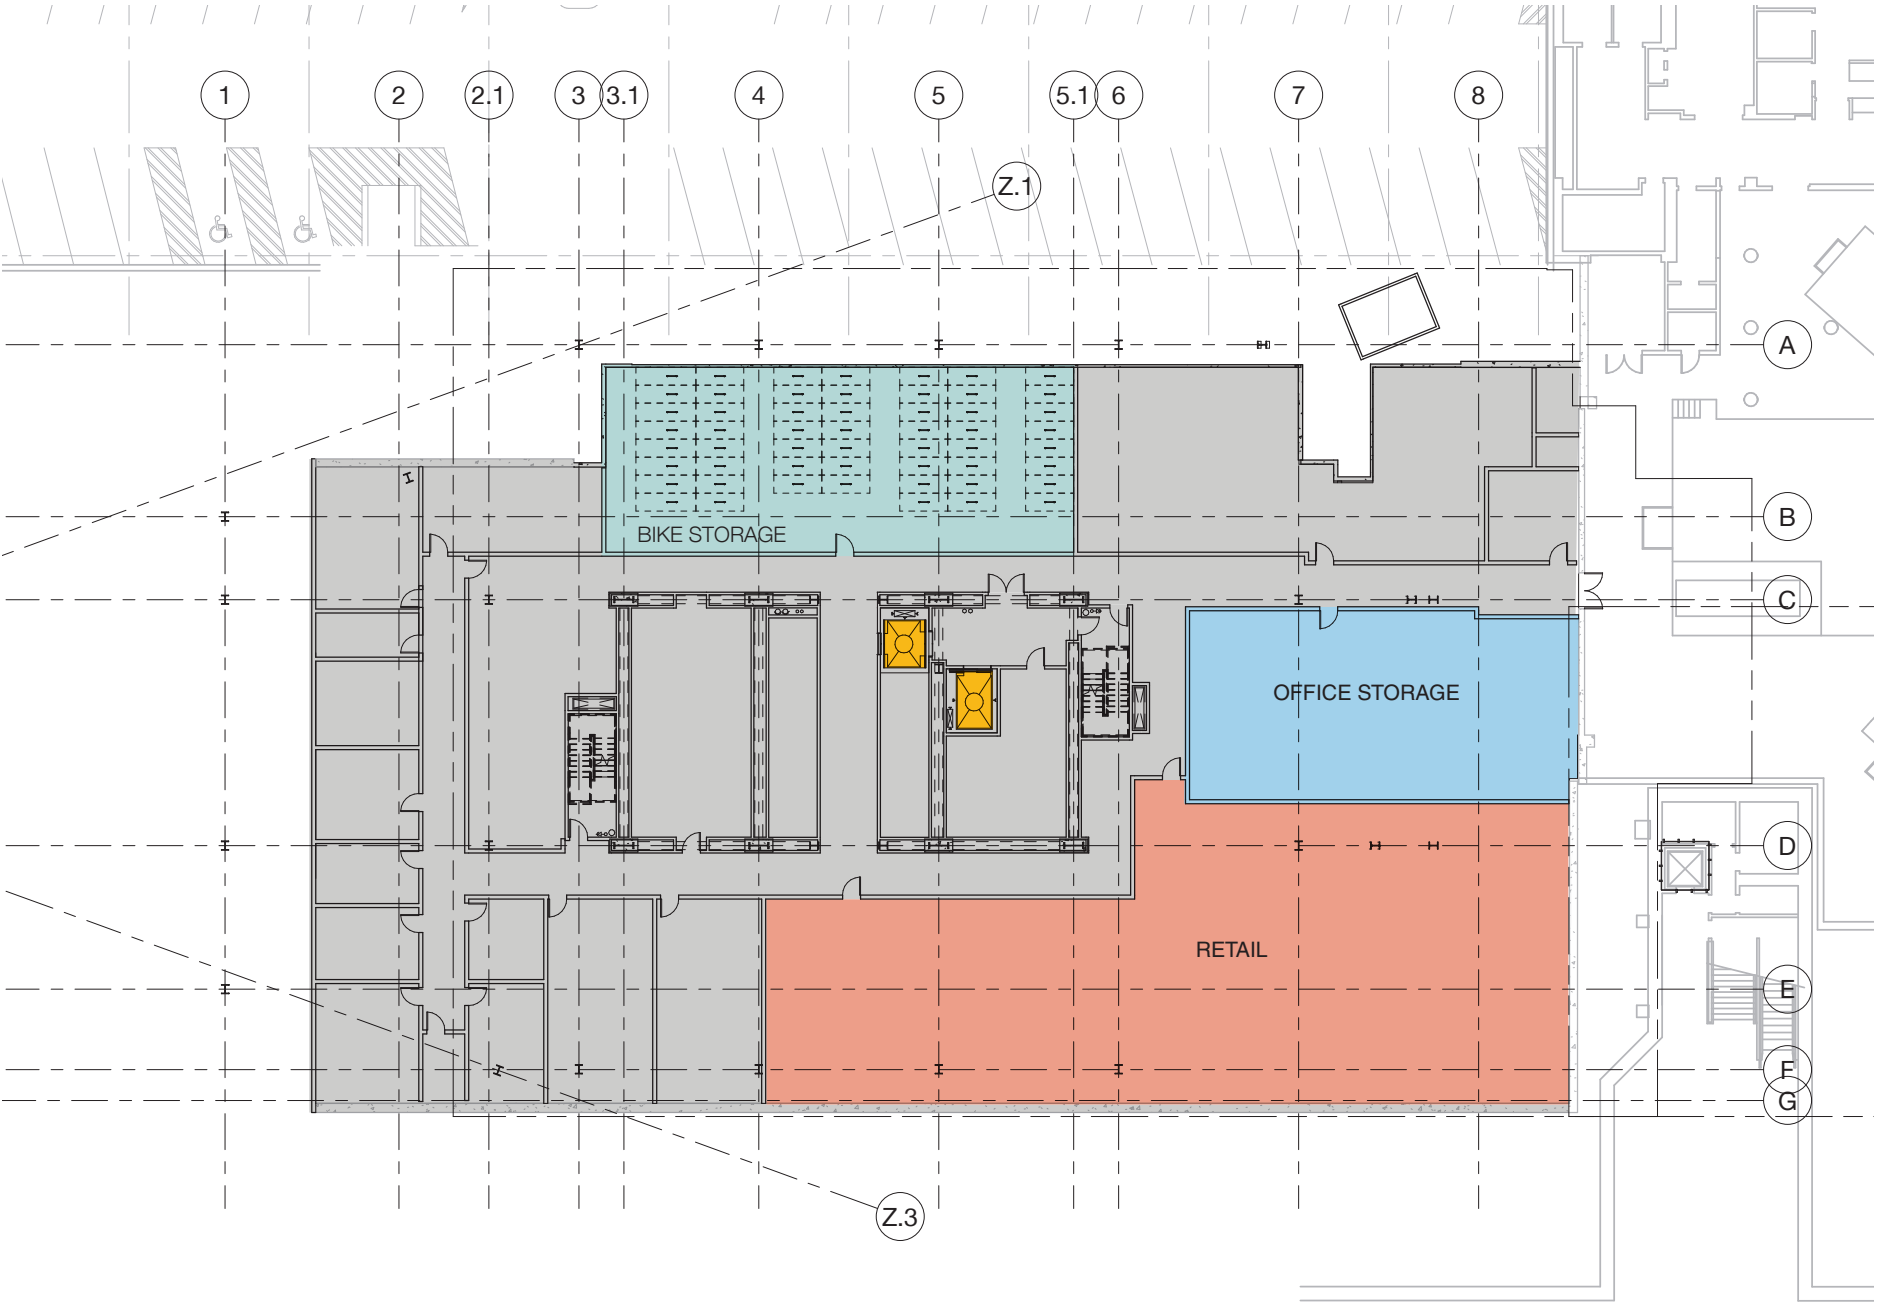 1 2 2.1 3 3.1 4 5 5.1 6 7 8
Z.1
A
B
BIKE STORAGE
C
OFFICE STORAGE
D
RETAIL
E
F
G
Z.3